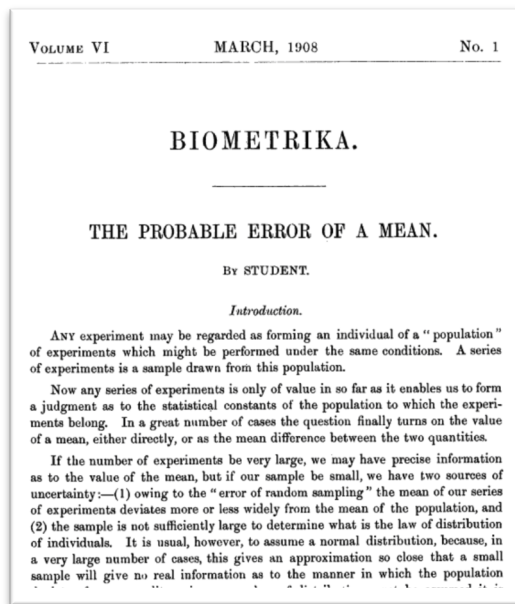 VOLUME VI MARCH, 1908 No. 1
BIOMETRIKA.
THE PROBABLE ERROR OF A MEAN.
BY STUDENT.
Introduction.
ANY experiment may be regarded as forming an individual of a "population"
of experiments which might be performed under the same conditions. A series
of experiments is a sample drawn from this population.
Now any series of experiments is only of value in so far as it enables us to form
a judgment as to the statistical constants of the population to which the experi-
ments belong. In a great number of cases the question finally turns on the value
of a mean, either directly, or as the mean difference between the two quantities.
If the number of experiments be very large, we may have precise information
as to the value of the mean, but if our sample be small, we have two sources of
uncertainty:—(1) owing to the "error of random sampling" the mean of our series
of experiments deviates more or less widely from the mean of the population, and
(2) the sample is not sufficiently large to determine what is the law of distribution
of individuals. It is usual, however, to assume a normal distribution, because, in
a very large number of cases, this gives an approximation so close that a small
sample will give no real information as to the manner in which the population